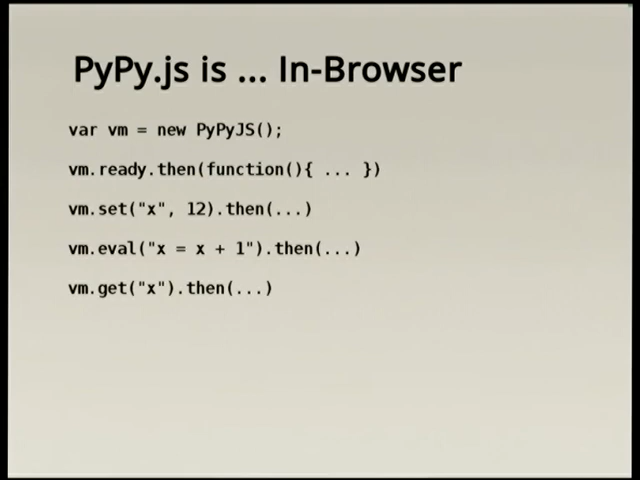 PyPy.js is ... In-Browser
var vm = new PyPyJS();
vm.ready.then(function(){ ... })
vm.set("x", 12).then(...)
vm.eval("x = x + 1").then(...)
vm.get("x").then(...)